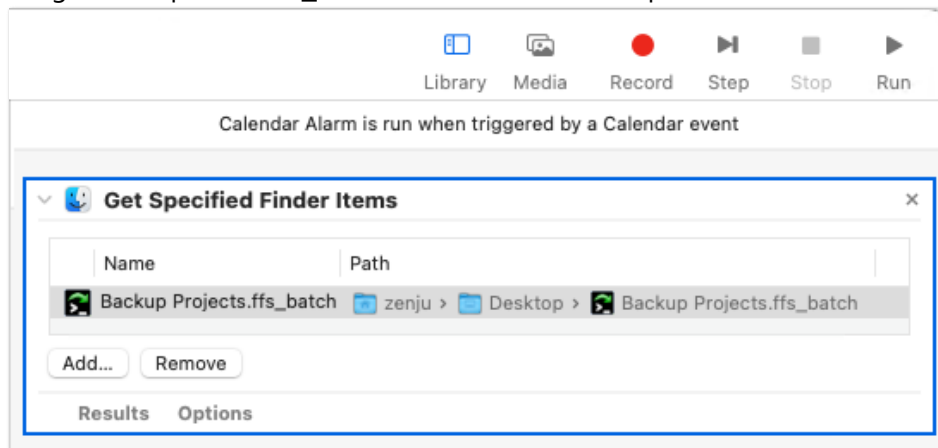 Library Media Record Step Stop Run
Calendar Alarm is run when triggered by a Calendar event
Get Specified Finder Items
Name Path
Backup Projects.ffs_batch zenju › Desktop › Backup Projects.ffs_batch
Add... Remove
Results Options